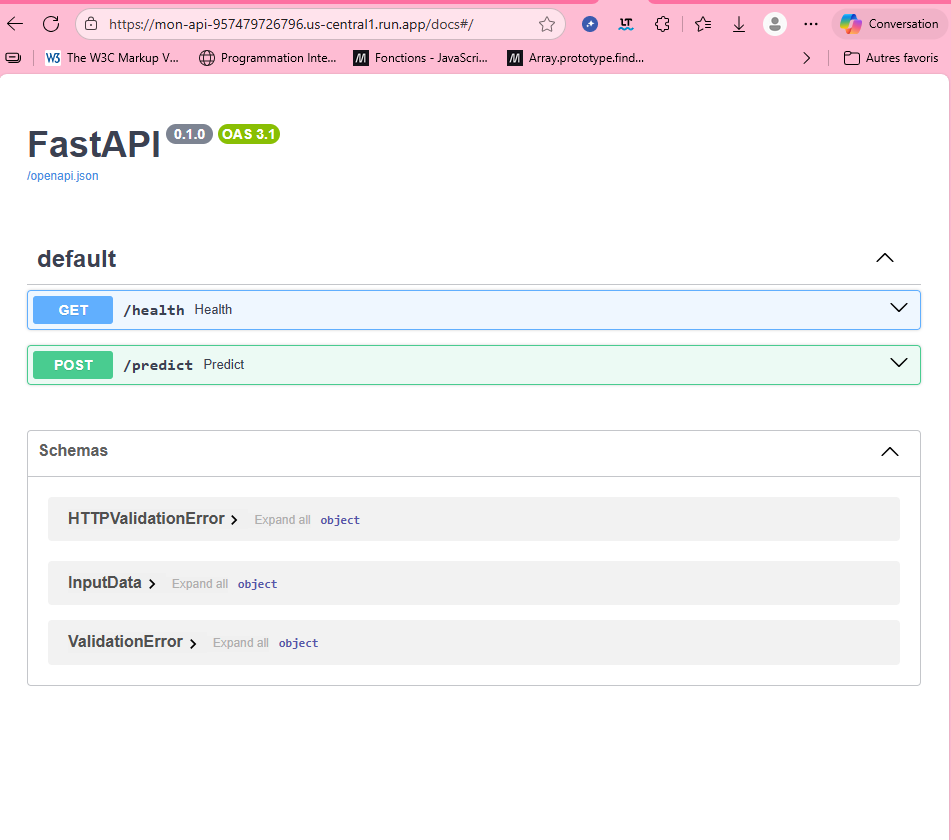 https://mon-api-957479726796.us-central1.run.app/docs#/
LT
Conversation
W3 The W3C Markup V... Programmation Inte... M Fonctions - JavaScri... M Array.prototype.find... Autres favoris
FastAPI 0.1.0 OAS 3.1
/openapi.json
default
GET /health Health
POST /predict Predict
Schemas
HTTPValidationError Expand all object
InputData Expand all object
ValidationError Expand all object